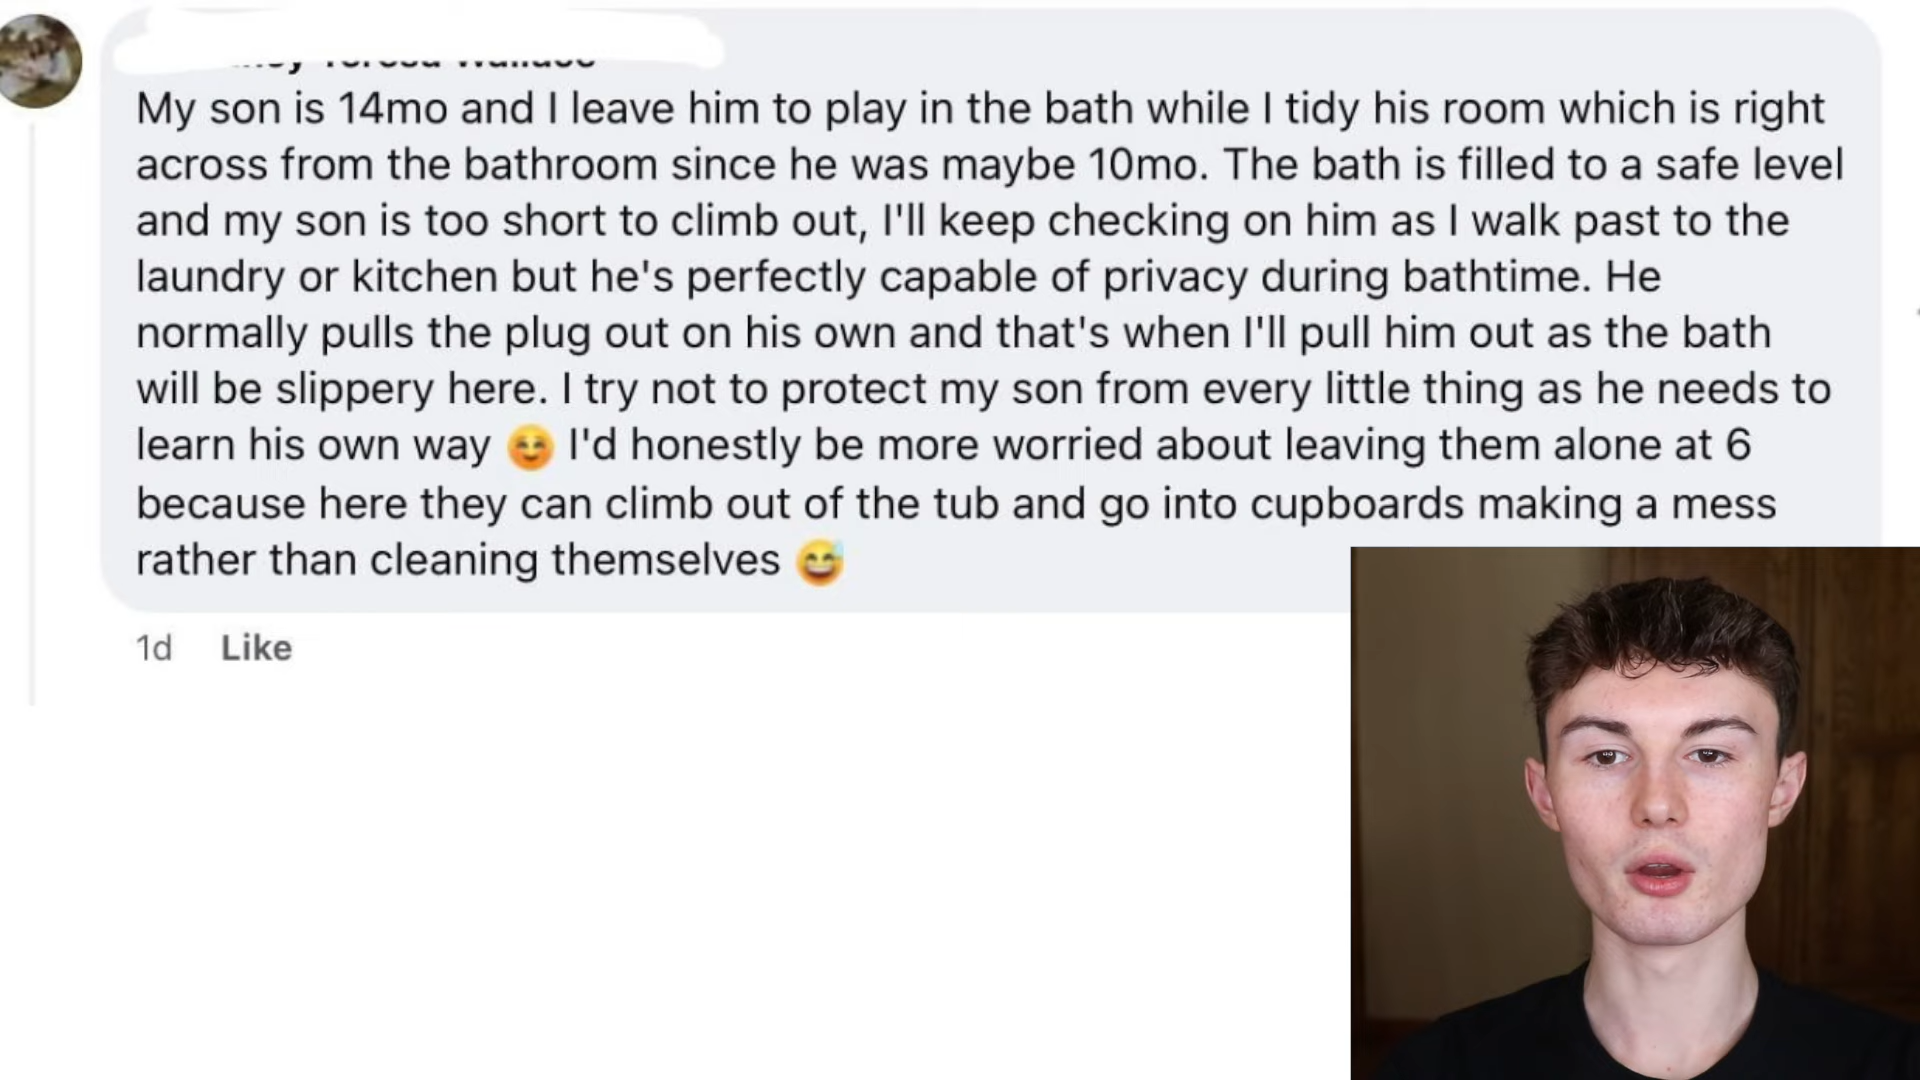 My son is 14mo and I leave him to play in the bath while I tidy his room which is right
across from the bathroom since he was maybe 10mo. The bath is filled to a safe level
and my son is too short to climb out, I'll keep checking on him as I walk past to the
laundry or kitchen but he's perfectly capable of privacy during bathtime. He
normally pulls the plug out on his own and that's when I'll pull him out as the bath
will be slippery here. I try not to protect my son from every little thing as he needs to
learn his own way 😊 I'd honestly be more worried about leaving them alone at 6
because here they can climb out of the tub and go into cupboards making a mess
rather than cleaning themselves 😅
1d Like